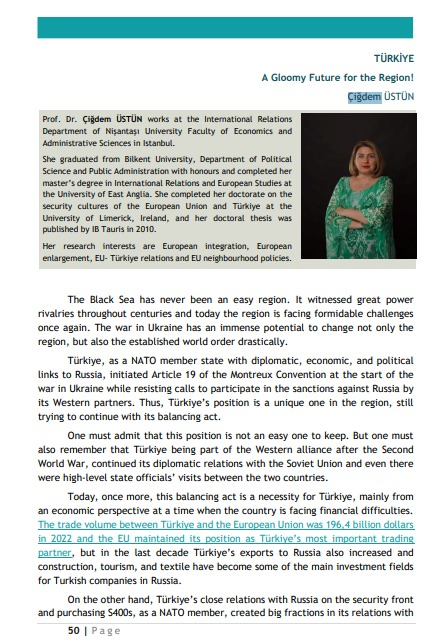 TÜRKİYE
A Gloomy Future for the Region!
Çiğdem ÜSTÜN
Prof. Dr. Çiğdem ÜSTÜN works at the International Relations
Department of Nişantaşı University Faculty of Economics and
Administrative Sciences in Istanbul.
She graduated from Bilkent University, Department of Political
Science and Public Administration with honours and completed her
master's degree in International Relations and European Studies at
the University of East Anglia. She completed her doctorate on the
security cultures of the European Union and Türkiye at the
University of Limerick, Ireland, and her doctoral thesis was
published by IB Tauris in 2010.
Her research interests are European integration, European
enlargement, EU- Türkiye relations and EU neighbourhood policies.
The Black Sea has never been an easy region. It witnessed great power
rivalries throughout centuries and today the region is facing formidable challenges
once again. The war in Ukraine has an immense potential to change not only the
region, but also the established world order drastically.
Türkiye, as a NATO member state with diplomatic, economic, and political
links to Russia, initiated Article 19 of the Montreux Convention at the start of the
war in Ukraine while resisting calls to participate in the sanctions against Russia by
its Western partners. Thus, Türkiye's position is a unique one in the region, still
trying to continue with its balancing act.
One must admit that this position is not an easy one to keep. But one must
also remember that Türkiye being part of the Western alliance after the Second
World War, continued its diplomatic relations with the Soviet Union and even there
were high-level state officials' visits between the two countries.
Today, once more, this balancing act is a necessity for Türkiye, mainly from
an economic perspective at a time when the country is facing financial difficulties.
The trade volume between Türkiye and the European Union was 196,4 billion dollars
in 2022 and the EU maintained its position as Türkiye's most important trading
partner, but in the last decade Türkiye's exports to Russia also increased and
construction, tourism, and textile have become some of the main investment fields
for Turkish companies in Russia.
On the other hand, Türkiye's close relations with Russia on the security front
and purchasing S400s, as a NATO member, created big fractions in its relations with
50 | Page